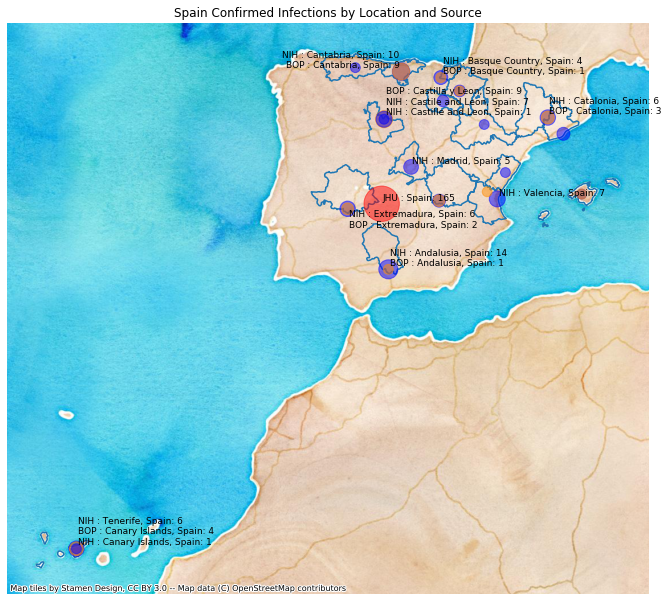 Spain Confirmed Infections by Location and Source
NIH : Cantabria, Spain: 10
BOP : Cantabria, Spain: 9
NIH : Basque Country, Spain: 4
BOP : Basque Country, Spain: 1
BOP : Castilla y Leon, Spain: 9
NIH : Castile and Leon, Spain: 7
NIH : Castille and Leon, Spain: 1
NIH : Catalonia, Spain: 6
BOP : Catalonia, Spain: 3
NIH : Madrid, Spain: 5
NIH : Valencia, Spain: 7
JHU : Spain: 165
NIH : Extremadura, Spain: 6
BOP : Extremadura, Spain: 2
NIH : Andalusia, Spain: 14
BOP : Andalusia, Spain: 1
NIH : Tenerife, Spain: 6
BOP : Canary Islands, Spain: 4
NIH : Canary Islands, Spain: 1
Map tiles by Stamen Design, CC BY 3.0 -- Map data (C) OpenStreetMap contributors